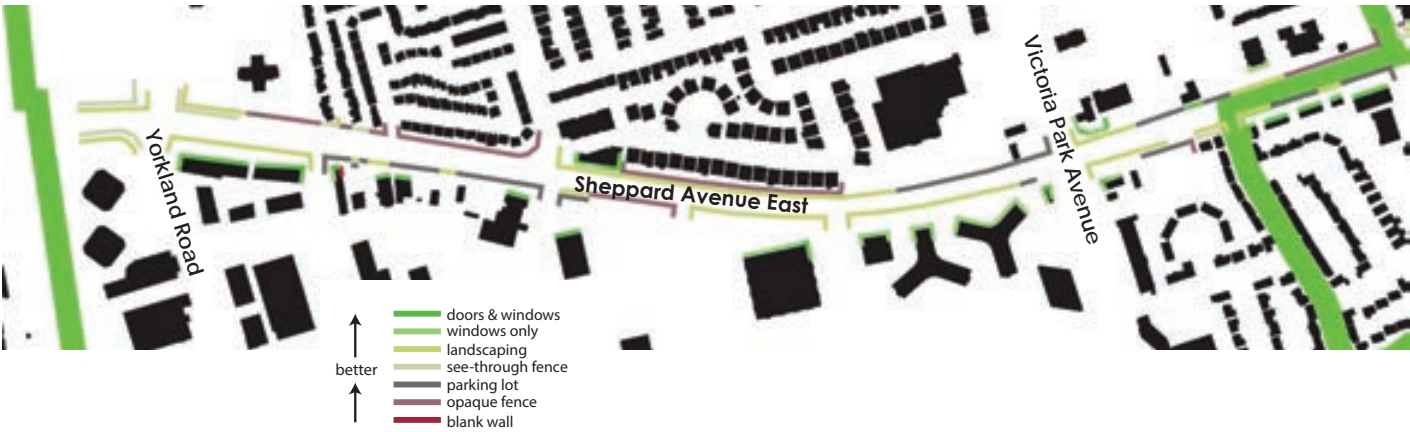 Victoria Park Avenue
Yorkland Road
Sheppard Avenue East
doors & windows
windows only
landscaping
see-through fence
better
parking lot
opaque fence
blank wall